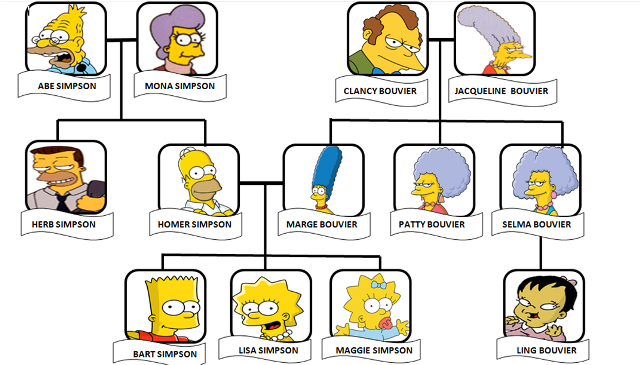 ABE SIMPSON
MONA SIMPSON
CLANCY BOUVIER
JACQUELINE BOUVIER
HERB SIMPSON
HOMER SIMPSON
MARGE BOUVIER
PATTY BOUVIER
SELMA BOUVIER
BART SIMPSON
LISA SIMPSON
MAGGIE SIMPSON
LING BOUVIER